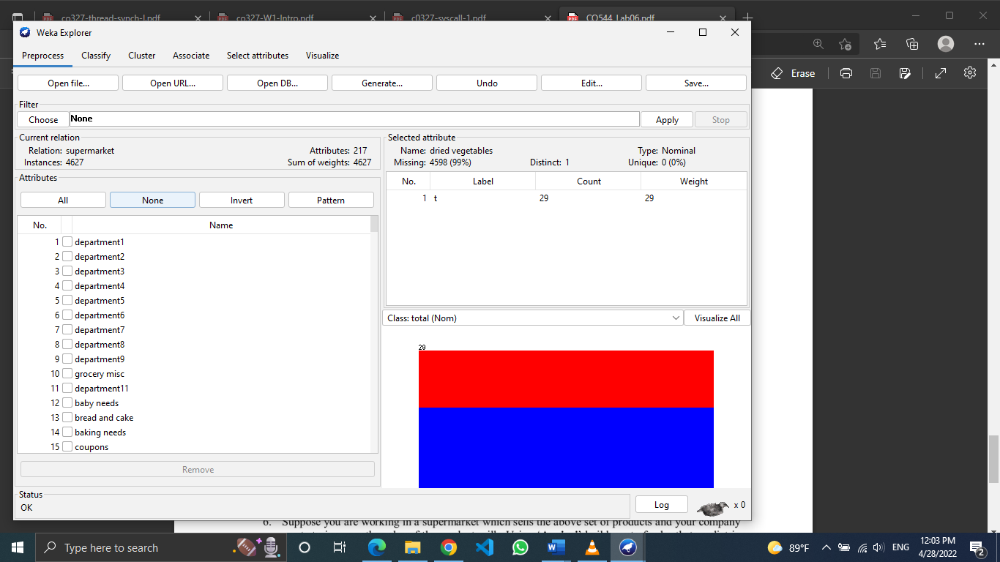 co327-thread-synch-I.pdf
co327-W1-Intro.pdf
c0327-syscall-1.pdf
CO544_Lab06.pdf
Weka Explorer
Preprocess Classify Cluster Associate Select attributes Visualize
Erase
Open file... Open URL... Open DB... Generate... Undo Edit... Save...
Filter
Choose None Apply Stop
Current relation
Relation: supermarket Attributes: 217
Instances: 4627 Sum of weights: 4627
Selected attribute
Name: dried vegetables Type: Nominal
Missing: 4598 (99%) Distinct: 1 Unique: 0 (0%)
No. Label Count Weight
1 t 29 29
Attributes
All None Invert Pattern
No. Name
1 department1
2 department2
3 department3
4 department4
5 department5
6 department6
7 department7
8 department8
9 department9
10 grocery misc
11 department11
12 baby needs
13 bread and cake
14 baking needs
15 coupons
Remove
Class: total (Nom) Visualize All
29
Status
OK
Log x 0
6. Suppose you are working in a supermarket which sells the above set of products and your company
Type here to search
89°F
ENG
12:03 PM
4/28/2022
2